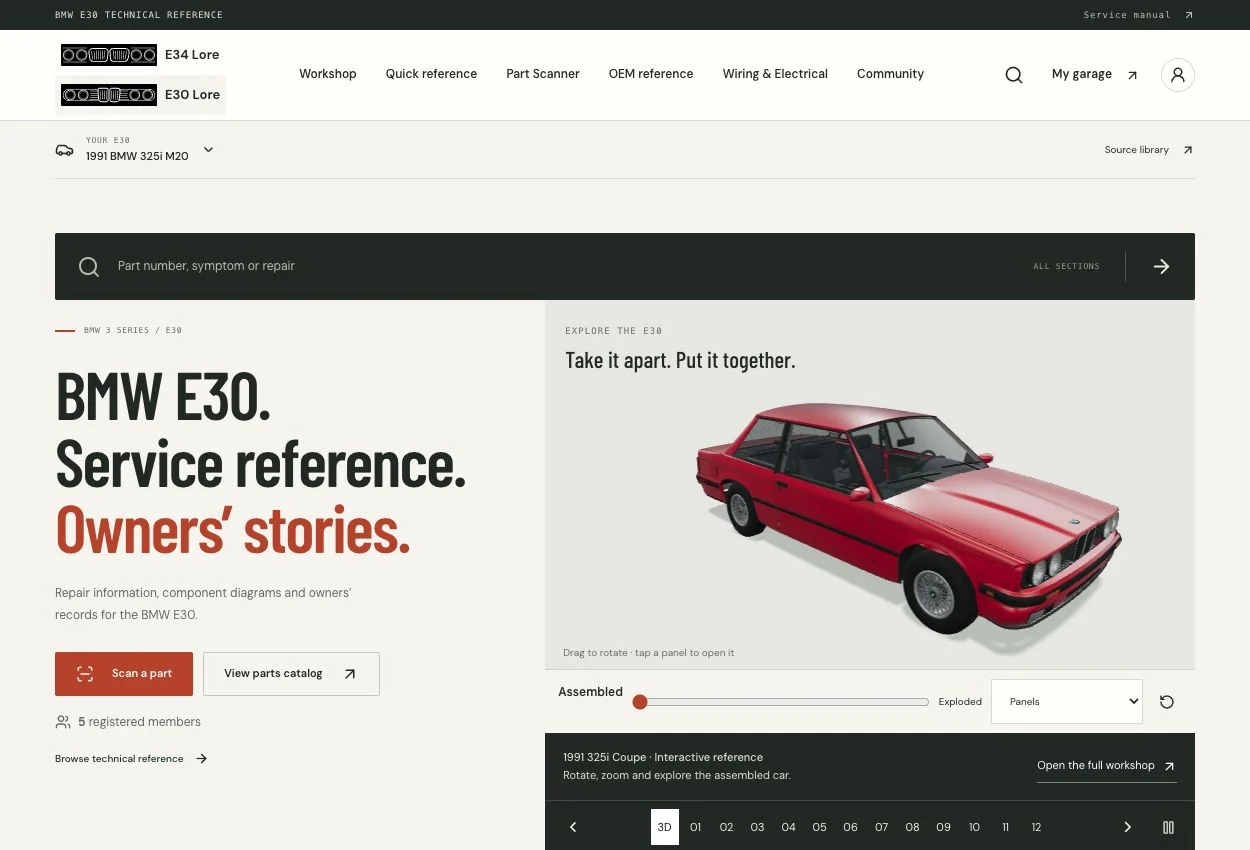 BMW E30 TECHNICAL REFERENCE
Service manual
E34 Lore
E30 Lore
Workshop
Quick reference
Part Scanner
OEM reference
Wiring & Electrical
Community
My garage
YOUR E30
1991 BMW 325i M20
Source library
Part number, symptom or repair
ALL SECTIONS
BMW 3 SERIES / E30
BMW E30.
Service reference.
Owners’ stories.
Repair information, component diagrams and owners’
records for the BMW E30.
Scan a part
View parts catalog
5 registered members
Browse technical reference
EXPLORE THE E30
Take it apart. Put it together.
Drag to rotate · tap a panel to open it
Assembled
Exploded
Panels
1991 325i Coupe · Interactive reference
Rotate, zoom and explore the assembled car.
Open the full workshop
3D 01 02 03 04 05 06 07 08 09 10 11 12